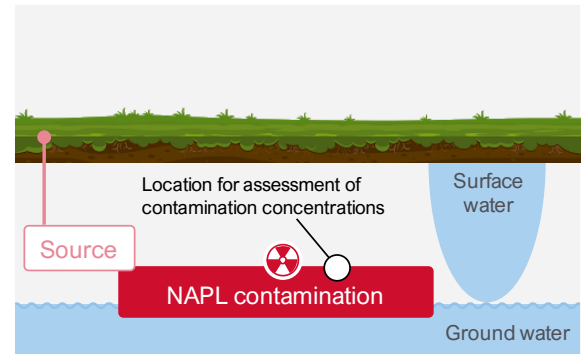 Location for assessment of
contamination concentrations
Surface
water
Source
NAPL contamination
Ground water